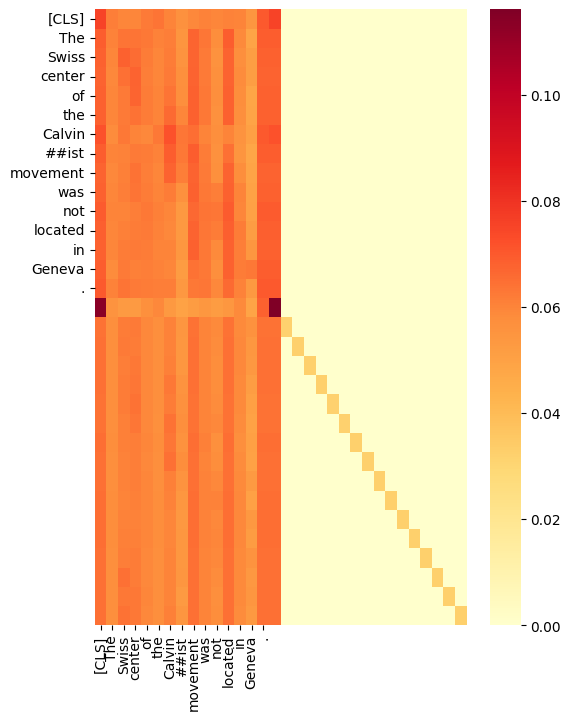 [CLS]
The
Swiss
center
of
the
Calvin
##ist
movement
was
not
located
in
Geneva
.
[CLS]
The
Swiss
center
of
the
Calvin
##ist
movement
was
not
located
in
Geneva
.
0.10
0.08
0.06
0.04
0.02
0.00